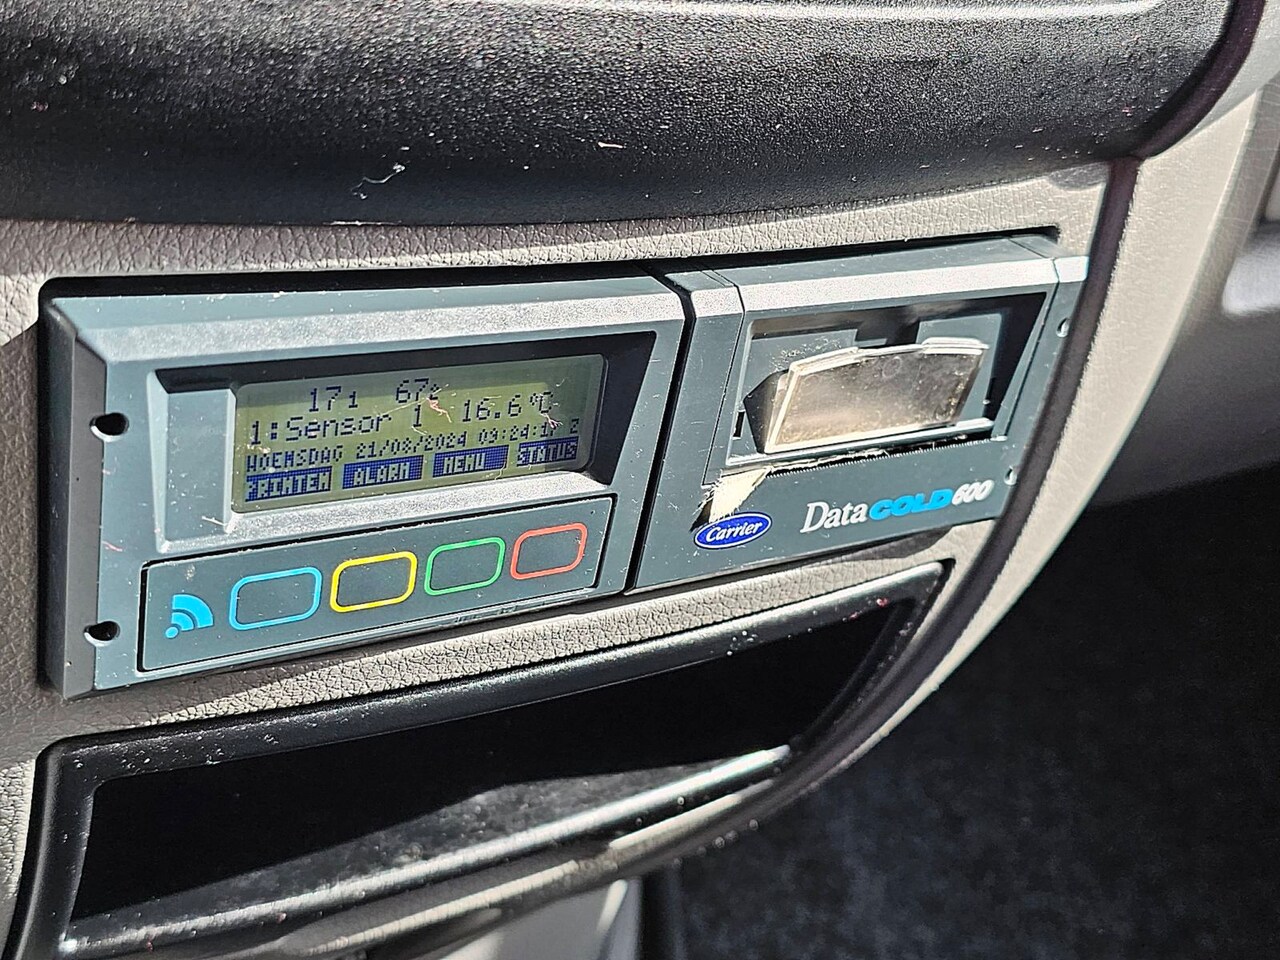 17i 67%
1:Sensor 1 16.6°C
WOENSDAG 21/08/2024 09:24:1 Z
PRINTEN ALARM MENU STATUS
Carrier
DataCOLD600